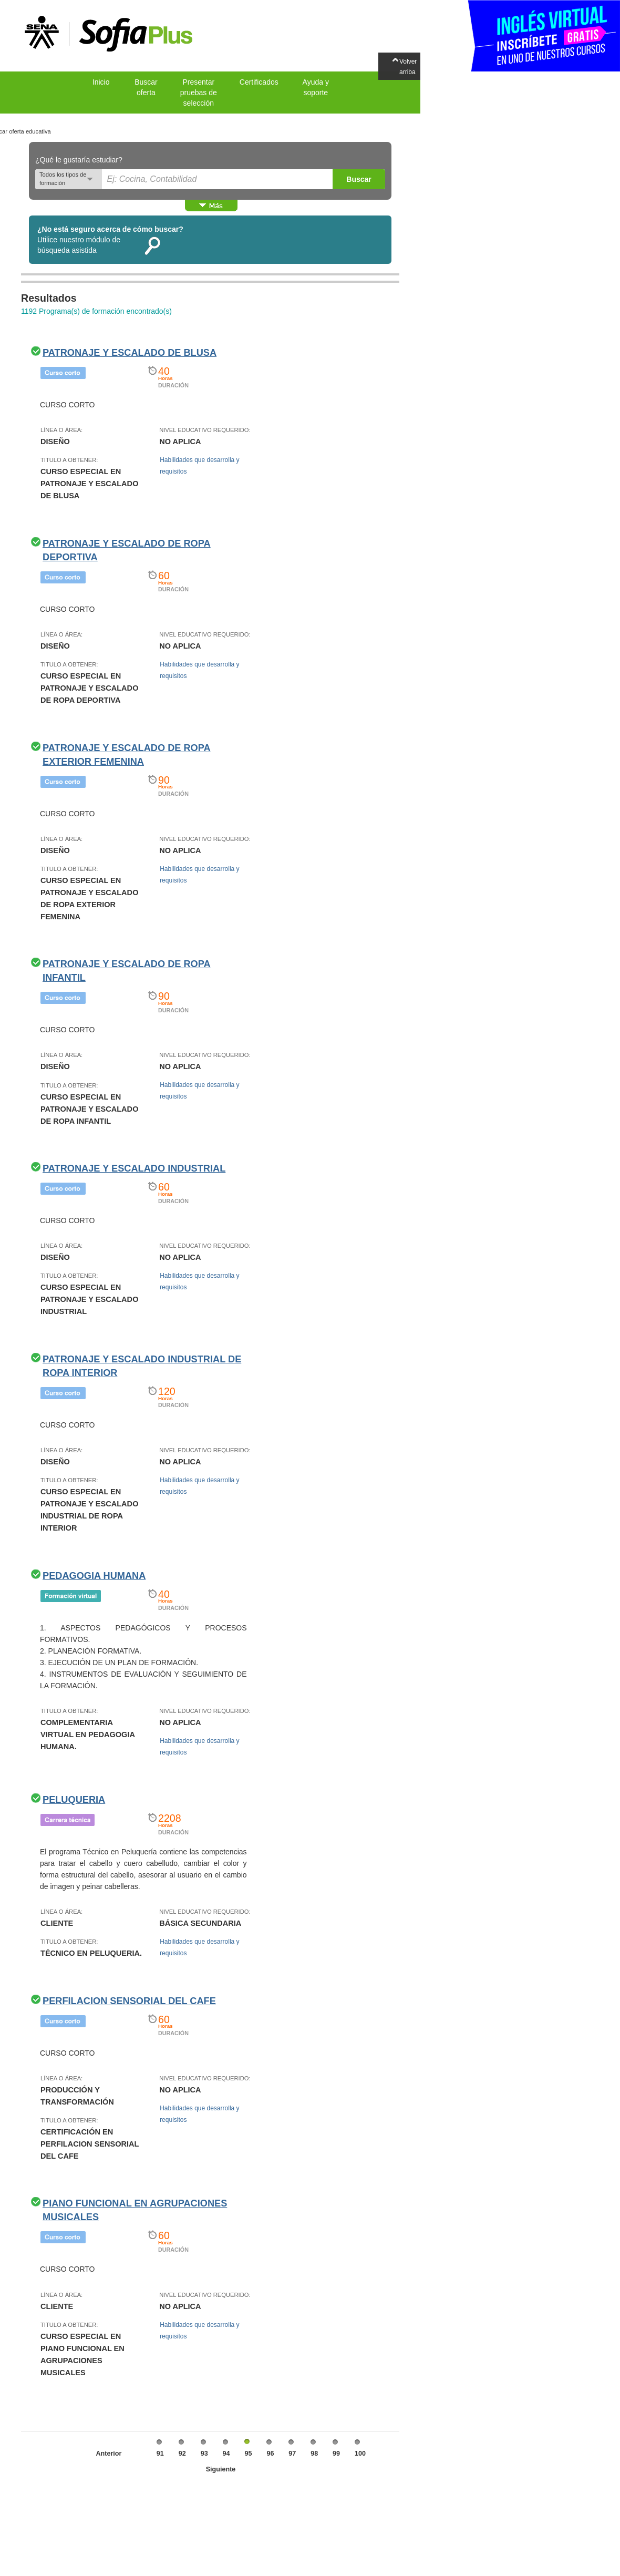 SENA
SofiaPlus
INGLÉS VIRTUAL
INSCRÍBETE GRATIS
EN UNO DE NUESTROS CURSOS
Volver
arriba
Inicio
Buscar
oferta
Presentar
pruebas de
selección
Certificados
Ayuda y
soporte
car oferta educativa
¿Qué le gustaría estudiar?
Todos los tipos de
formación
Ej: Cocina, Contabilidad
Buscar
Más
¿No está seguro acerca de cómo buscar?
Utilice nuestro módulo de
búsqueda asistida
Resultados
1192 Programa(s) de formación encontrado(s)
PATRONAJE Y ESCALADO DE BLUSA
Curso corto
40
Horas
DURACIÓN
CURSO CORTO
LÍNEA O ÁREA:
DISEÑO
NIVEL EDUCATIVO REQUERIDO:
NO APLICA
TITULO A OBTENER:
CURSO ESPECIAL EN
PATRONAJE Y ESCALADO
DE BLUSA
Habilidades que desarrolla y
requisitos
PATRONAJE Y ESCALADO DE ROPA
DEPORTIVA
Curso corto
60
Horas
DURACIÓN
CURSO CORTO
LÍNEA O ÁREA:
DISEÑO
NIVEL EDUCATIVO REQUERIDO:
NO APLICA
TITULO A OBTENER:
CURSO ESPECIAL EN
PATRONAJE Y ESCALADO
DE ROPA DEPORTIVA
Habilidades que desarrolla y
requisitos
PATRONAJE Y ESCALADO DE ROPA
EXTERIOR FEMENINA
Curso corto
90
Horas
DURACIÓN
CURSO CORTO
LÍNEA O ÁREA:
DISEÑO
NIVEL EDUCATIVO REQUERIDO:
NO APLICA
TITULO A OBTENER:
CURSO ESPECIAL EN
PATRONAJE Y ESCALADO
DE ROPA EXTERIOR
FEMENINA
Habilidades que desarrolla y
requisitos
PATRONAJE Y ESCALADO DE ROPA
INFANTIL
Curso corto
90
Horas
DURACIÓN
CURSO CORTO
LÍNEA O ÁREA:
DISEÑO
NIVEL EDUCATIVO REQUERIDO:
NO APLICA
TITULO A OBTENER:
CURSO ESPECIAL EN
PATRONAJE Y ESCALADO
DE ROPA INFANTIL
Habilidades que desarrolla y
requisitos
PATRONAJE Y ESCALADO INDUSTRIAL
Curso corto
60
Horas
DURACIÓN
CURSO CORTO
LÍNEA O ÁREA:
DISEÑO
NIVEL EDUCATIVO REQUERIDO:
NO APLICA
TITULO A OBTENER:
CURSO ESPECIAL EN
PATRONAJE Y ESCALADO
INDUSTRIAL
Habilidades que desarrolla y
requisitos
PATRONAJE Y ESCALADO INDUSTRIAL DE
ROPA INTERIOR
Curso corto
120
Horas
DURACIÓN
CURSO CORTO
LÍNEA O ÁREA:
DISEÑO
NIVEL EDUCATIVO REQUERIDO:
NO APLICA
TITULO A OBTENER:
CURSO ESPECIAL EN
PATRONAJE Y ESCALADO
INDUSTRIAL DE ROPA
INTERIOR
Habilidades que desarrolla y
requisitos
PEDAGOGIA HUMANA
Formación virtual
40
Horas
DURACIÓN
1. ASPECTOS PEDAGÓGICOS Y PROCESOS
FORMATIVOS.
2. PLANEACIÓN FORMATIVA.
3. EJECUCIÓN DE UN PLAN DE FORMACIÓN.
4. INSTRUMENTOS DE EVALUACIÓN Y SEGUIMIENTO DE
LA FORMACIÓN.
TITULO A OBTENER:
COMPLEMENTARIA
VIRTUAL EN PEDAGOGIA
HUMANA.
NIVEL EDUCATIVO REQUERIDO:
NO APLICA
Habilidades que desarrolla y
requisitos
PELUQUERIA
Carrera técnica
2208
Horas
DURACIÓN
El programa Técnico en Peluquería contiene las competencias
para tratar el cabello y cuero cabelludo, cambiar el color y
forma estructural del cabello, asesorar al usuario en el cambio
de imagen y peinar cabelleras.
LÍNEA O ÁREA:
CLIENTE
NIVEL EDUCATIVO REQUERIDO:
BÁSICA SECUNDARIA
TITULO A OBTENER:
TÉCNICO EN PELUQUERIA.
Habilidades que desarrolla y
requisitos
PERFILACION SENSORIAL DEL CAFE
Curso corto
60
Horas
DURACIÓN
CURSO CORTO
LÍNEA O ÁREA:
PRODUCCIÓN Y
TRANSFORMACIÓN
NIVEL EDUCATIVO REQUERIDO:
NO APLICA
TITULO A OBTENER:
CERTIFICACIÓN EN
PERFILACION SENSORIAL
DEL CAFE
Habilidades que desarrolla y
requisitos
PIANO FUNCIONAL EN AGRUPACIONES
MUSICALES
Curso corto
60
Horas
DURACIÓN
CURSO CORTO
LÍNEA O ÁREA:
CLIENTE
NIVEL EDUCATIVO REQUERIDO:
NO APLICA
TITULO A OBTENER:
CURSO ESPECIAL EN
PIANO FUNCIONAL EN
AGRUPACIONES
MUSICALES
Habilidades que desarrolla y
requisitos
Anterior 91 92 93 94 95 96 97 98 99 100
Siguiente